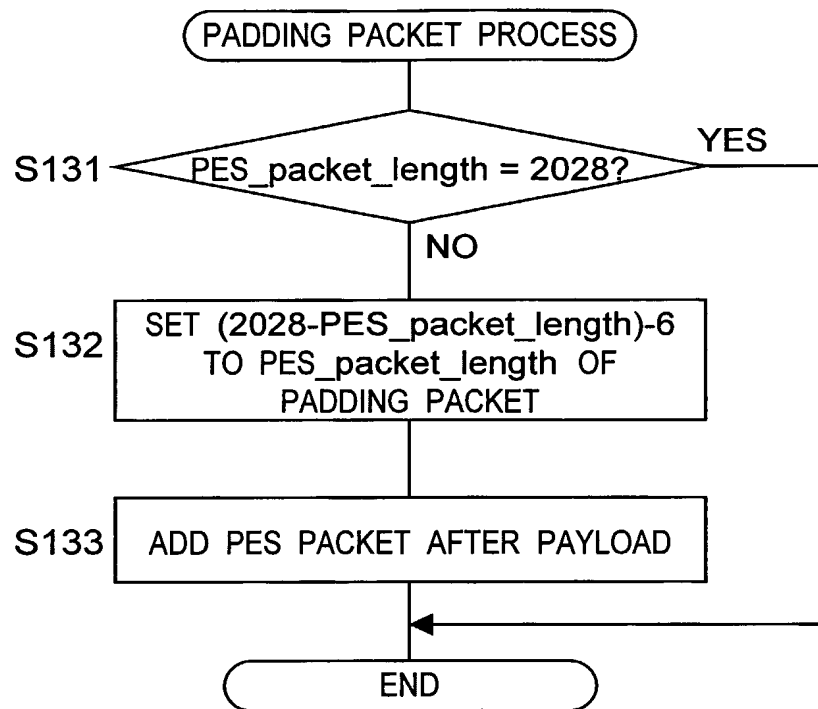 PADDING PACKET PROCESS
S131
PES_packet_length = 2028?
YES
NO
S132
SET (2028-PES_packet_length)-6
TO PES_packet_length OF
PADDING PACKET
S133
ADD PES PACKET AFTER PAYLOAD
END